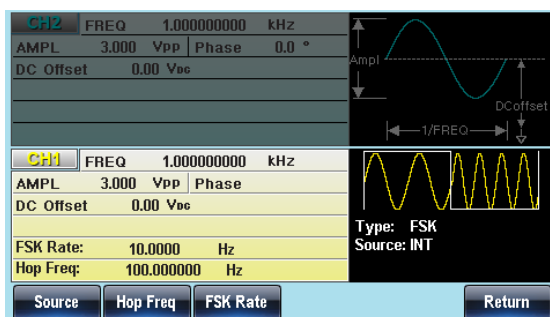 CH2 FREQ 1.000000000 kHz
AMPL 3.000 Vpp Phase 0.0 °
DC Offset 0.00 VDC
Ampl
DCoffset
1/FREQ
CH1 FREQ 1.000000000 kHz
AMPL 3.000 Vpp Phase
DC Offset 0.00 VDC
Type: FSK
Source: INT
FSK Rate: 10.0000 Hz
Hop Freq: 100.000000 Hz
Source Hop Freq FSK Rate Return